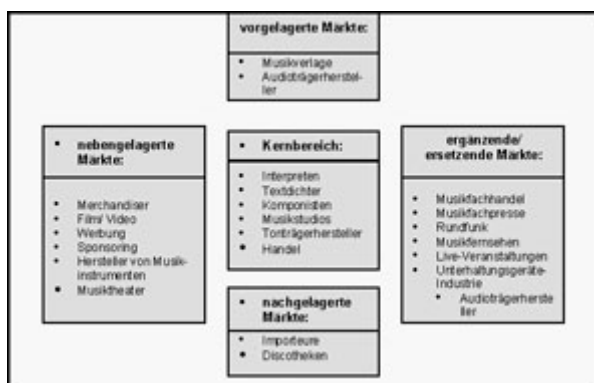 vorgelagerte Märkte:
• Musikverlage
• Audioträgerherstel-
ler
• nebengelagerte
Märkte:
• Merchandiser
• Film/ Video
• Werbung
• Sponsoring
• Hersteller von Musik-
instrumenten
• Musiktheater
• Kernbereich:
• Interpreten
• Textdichter
• Komponisten
• Musikstudios
• Tonträgerhersteller
• Handel
ergänzende/
ersetzende Märkte:
• Musikfachhandel
• Musikfachpresse
• Rundfunk
• Musikfernsehen
• Live-Veranstaltungen
• Unterhaltungsgeräte-
Industrie
• Audioträgerherste
ller
• nachgelagerte
Märkte:
• Importeure
• Discotheken